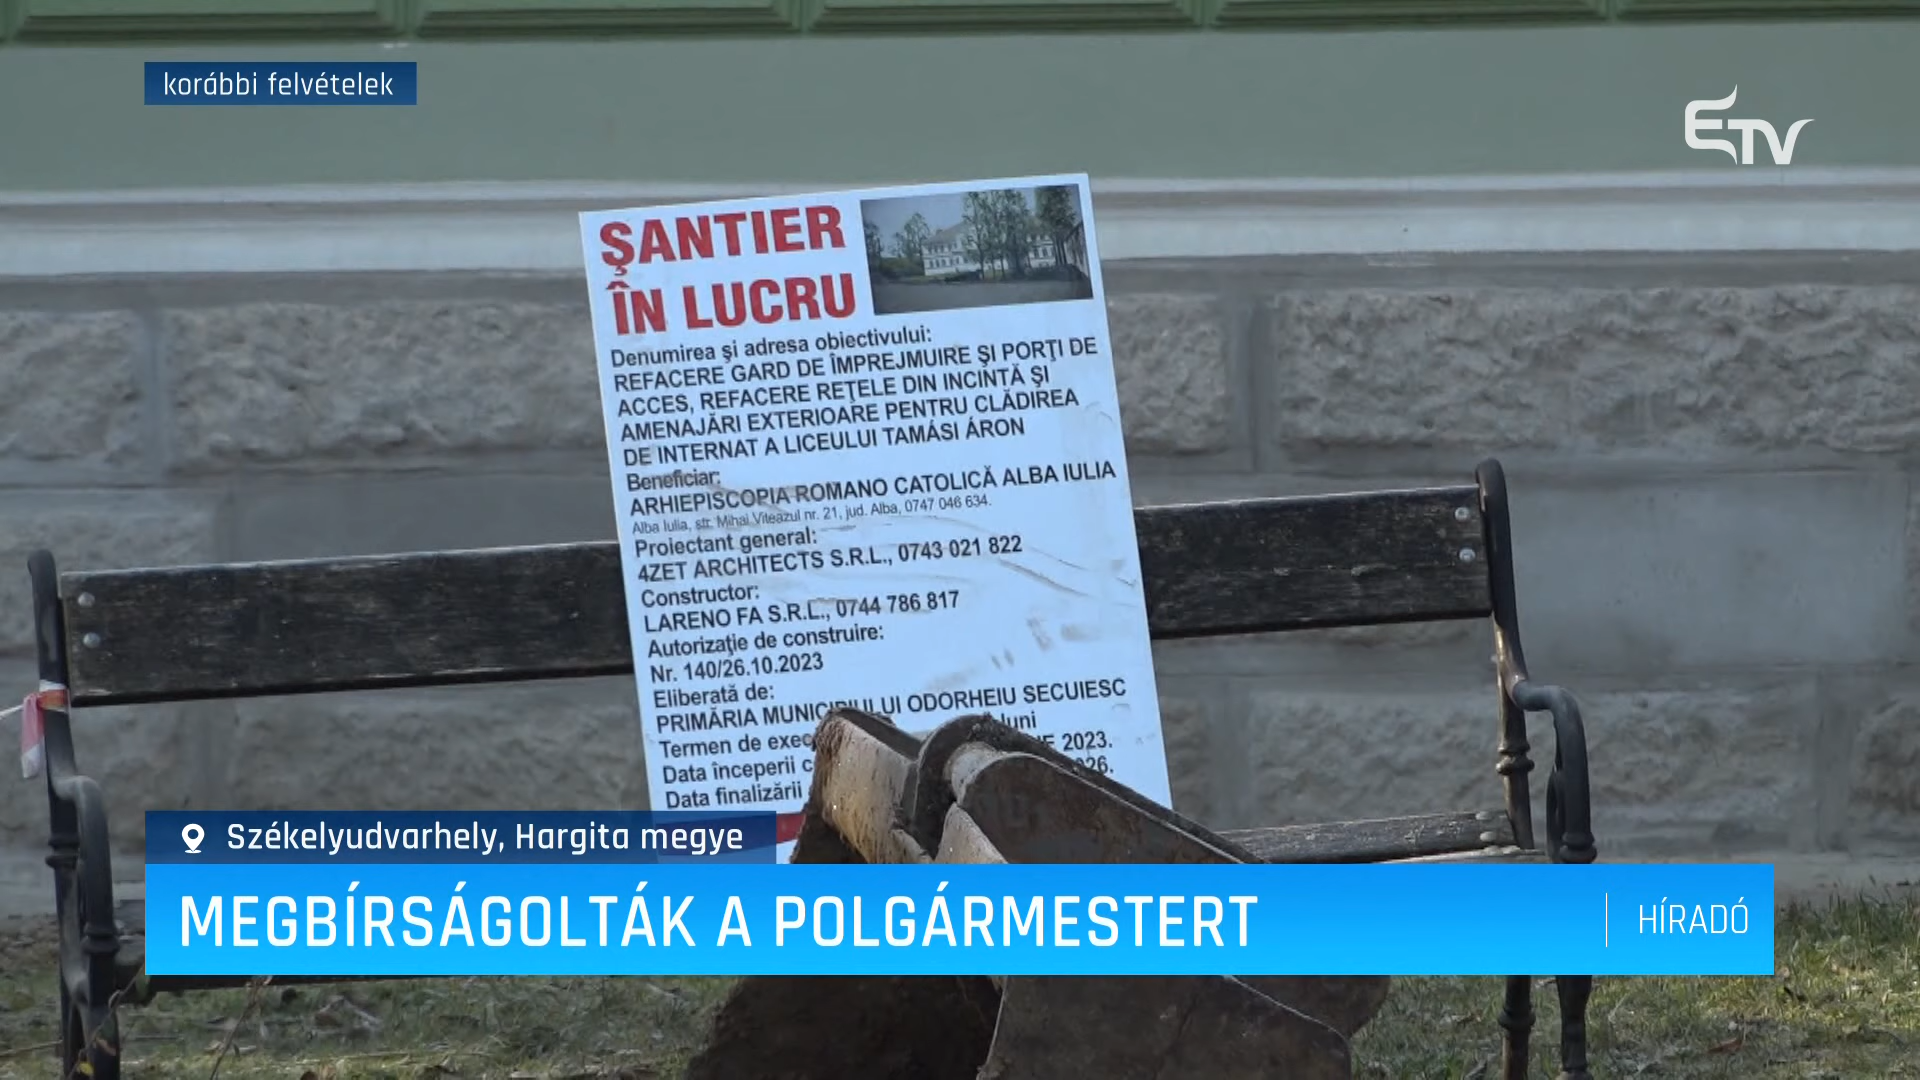 korábbi felvételek
ETV
ŞANTIER
ÎN LUCRU
Denumirea şi adresa obiectivului:
REFACERE GARD DE ÎMPREJMUIRE ŞI PORŢI DE
ACCES, REFACERE REŢELE DIN INCINTĂ ŞI
AMENAJĂRI EXTERIOARE PENTRU CLĂDIREA
DE INTERNAT A LICEULUI TAMÁSI ÁRON
Beneficiar:
ARHIEPISCOPIA ROMANO CATOLICĂ ALBA IULIA
Alba Iulia, str. Mihai Viteazul nr. 21, jud. Alba, 0747 046 634.
Proiectant general:
4ZET ARCHITECTS S.R.L., 0743 021 822
Constructor:
LARENO FA S.R.L., 0744 786 817
Autorizaţie de construire:
Nr. 140/26.10.2023
Eliberată de:
PRIMĂRIA MUNICIPIULUI ODORHEIU SECUIESC
Termen de luni
Data începerii 2023.
Data finalizării
Székelyudvarhely, Hargita megye
MEGBÍRSÁGOLTÁK A POLGÁRMESTERT
HÍRADÓ